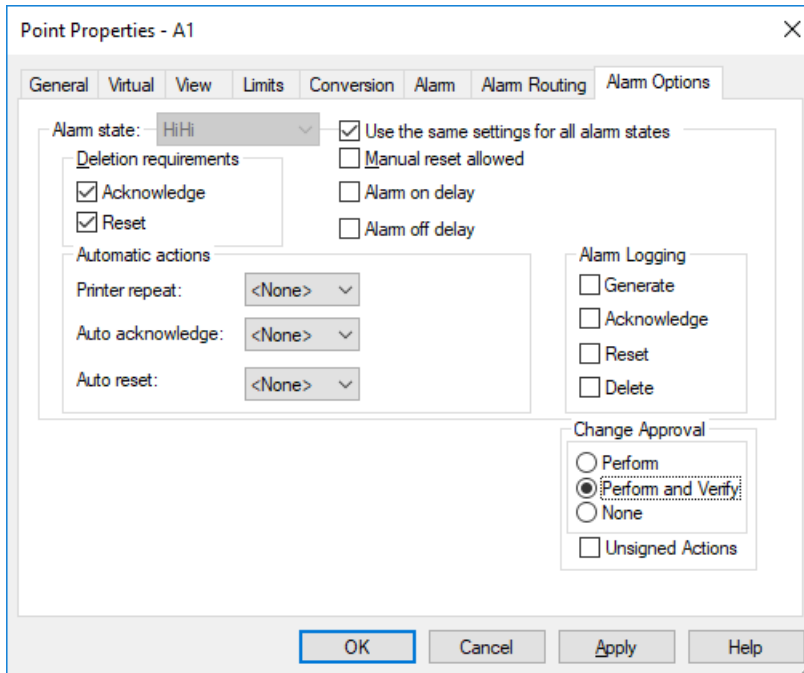 Point Properties - A1
General Virtual View Limits Conversion Alarm Alarm Routing Alarm Options
Alarm state: HiHi Use the same settings for all alarm states
Deletion requirements Manual reset allowed
Acknowledge Alarm on delay
Reset Alarm off delay
Automatic actions Alarm Logging
Printer repeat: <None> Generate
Auto acknowledge: <None> Acknowledge
Auto reset: <None> Reset
Delete
Change Approval
Perform
Perform and Verify
None
Unsigned Actions
OK Cancel Apply Help